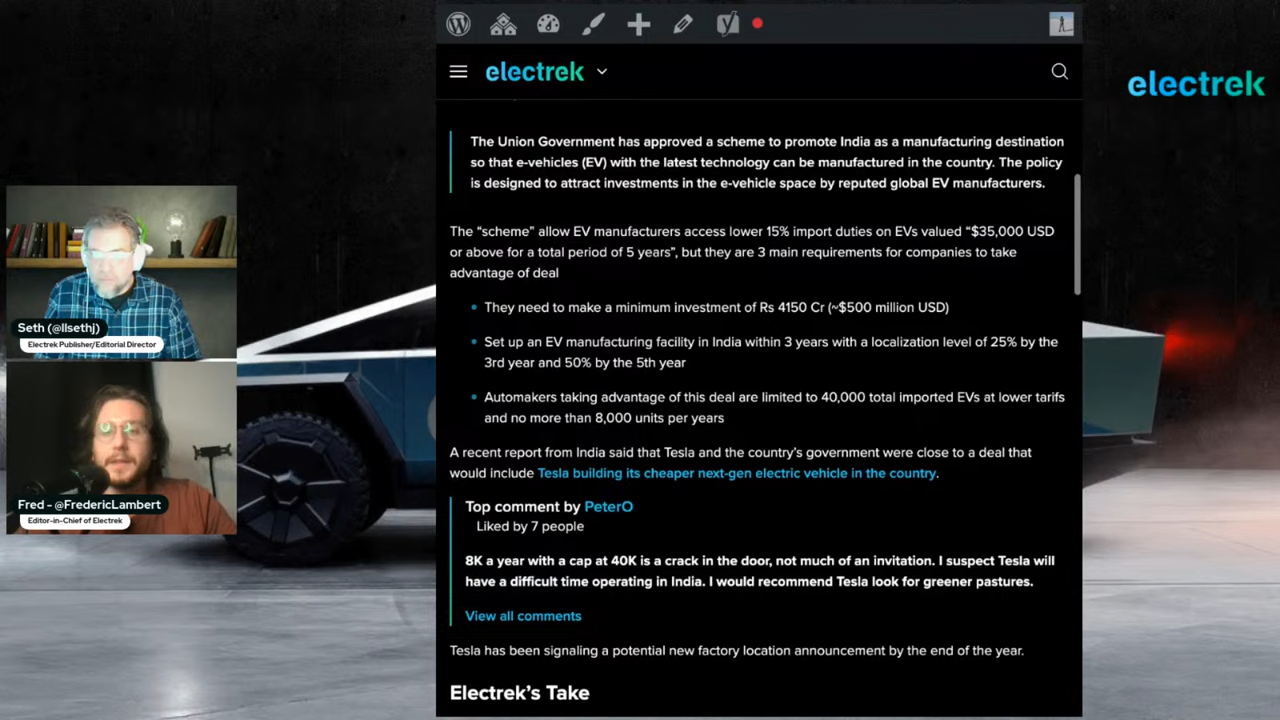 electrek
electrek
The Union Government has approved a scheme to promote India as a manufacturing destination
so that e-vehicles (EV) with the latest technology can be manufactured in the country. The policy
is designed to attract investments in the e-vehicle space by reputed global EV manufacturers.
The “scheme” allow EV manufacturers access lower 15% import duties on EVs valued “$35,000 USD
or above for a total period of 5 years”, but they are 3 main requirements for companies to take
advantage of deal
They need to make a minimum investment of Rs 4150 Cr (~$500 million USD)
Set up an EV manufacturing facility in India within 3 years with a localization level of 25% by the
3rd year and 50% by the 5th year
Automakers taking advantage of this deal are limited to 40,000 total imported EVs at lower tarifs
and no more than 8,000 units per years
A recent report from India said that Tesla and the country’s government were close to a deal that
would include Tesla building its cheaper next-gen electric vehicle in the country.
Top comment by PeterO
Liked by 7 people
8K a year with a cap at 40K is a crack in the door, not much of an invitation. I suspect Tesla will
have a difficult time operating in India. I would recommend Tesla look for greener pastures.
View all comments
Tesla has been signaling a potential new factory location announcement by the end of the year.
Electrek’s Take
Seth (@llsethj)
Electrek Publisher/Editorial Director
Fred - @FredericLambert
Editor-in-Chief of Electrek